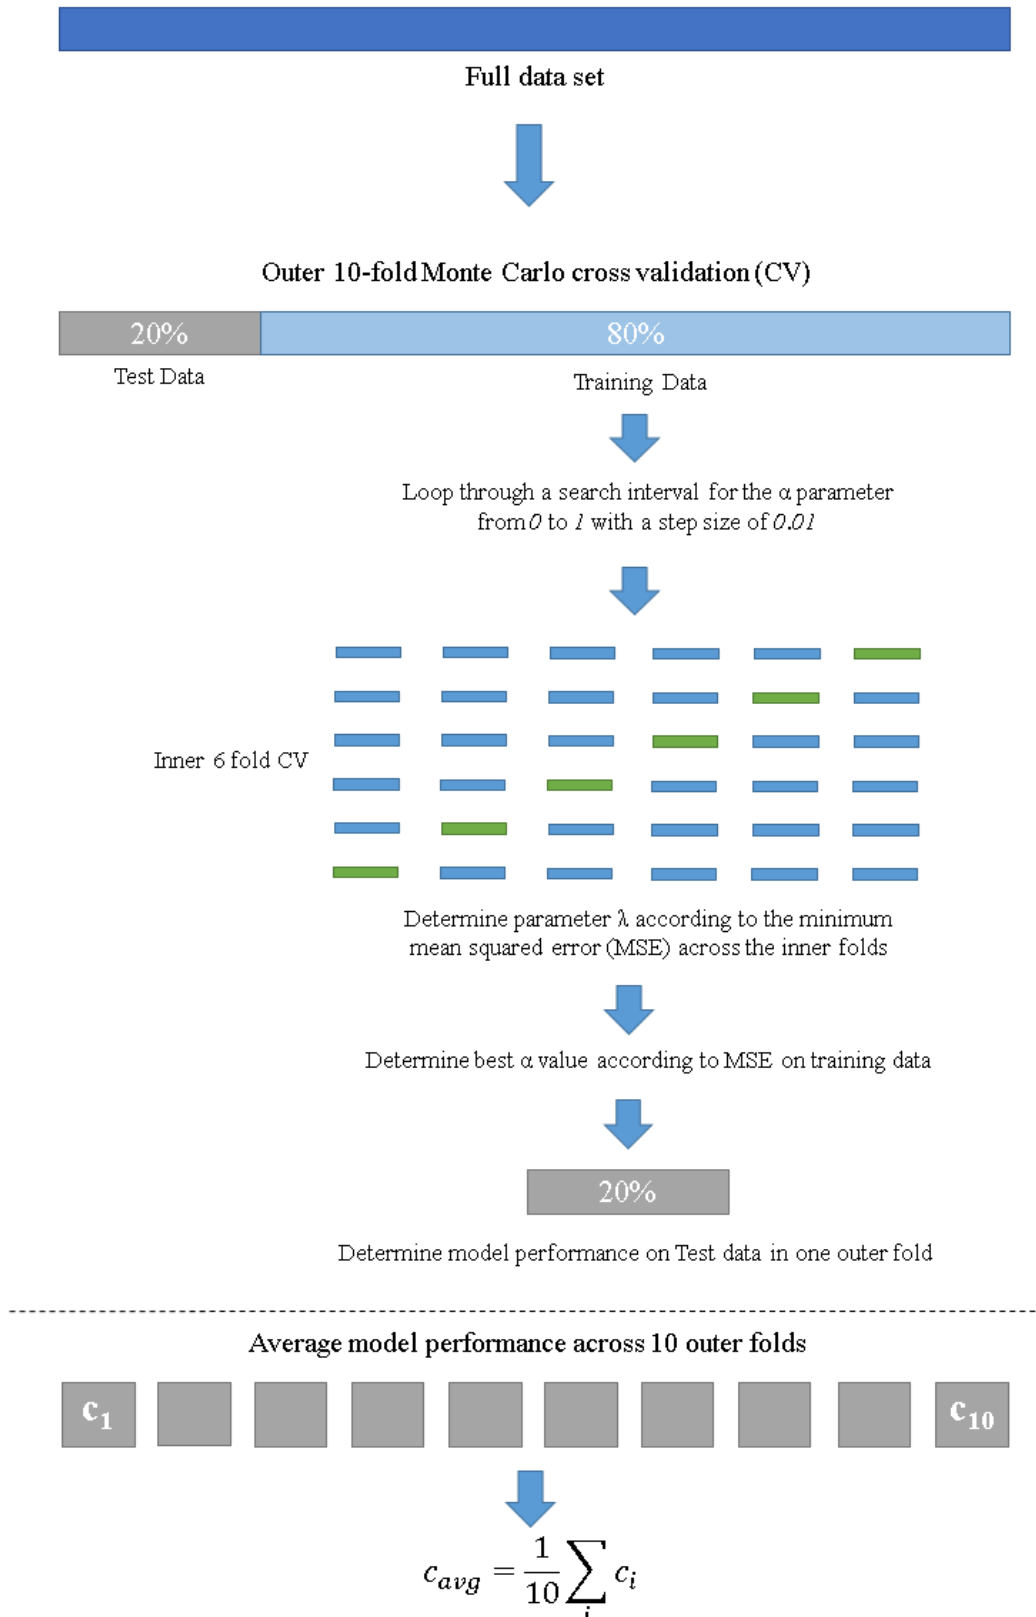 Full data set
Outer 10-fold Monte Carlo cross validation (CV)
20%
80%
Test Data
Training Data
Loop through a search interval for the α parameter
from 0 to 1 with a step size of 0.01
Inner 6 fold CV
Determine parameter λ according to the minimum
mean squared error (MSE) across the inner folds
Determine best α value according to MSE on training data
20%
Determine model performance on Test data in one outer fold
Average model performance across 10 outer folds
c₁
c₁₀
c_avg = 1/10 ∑_i c_i